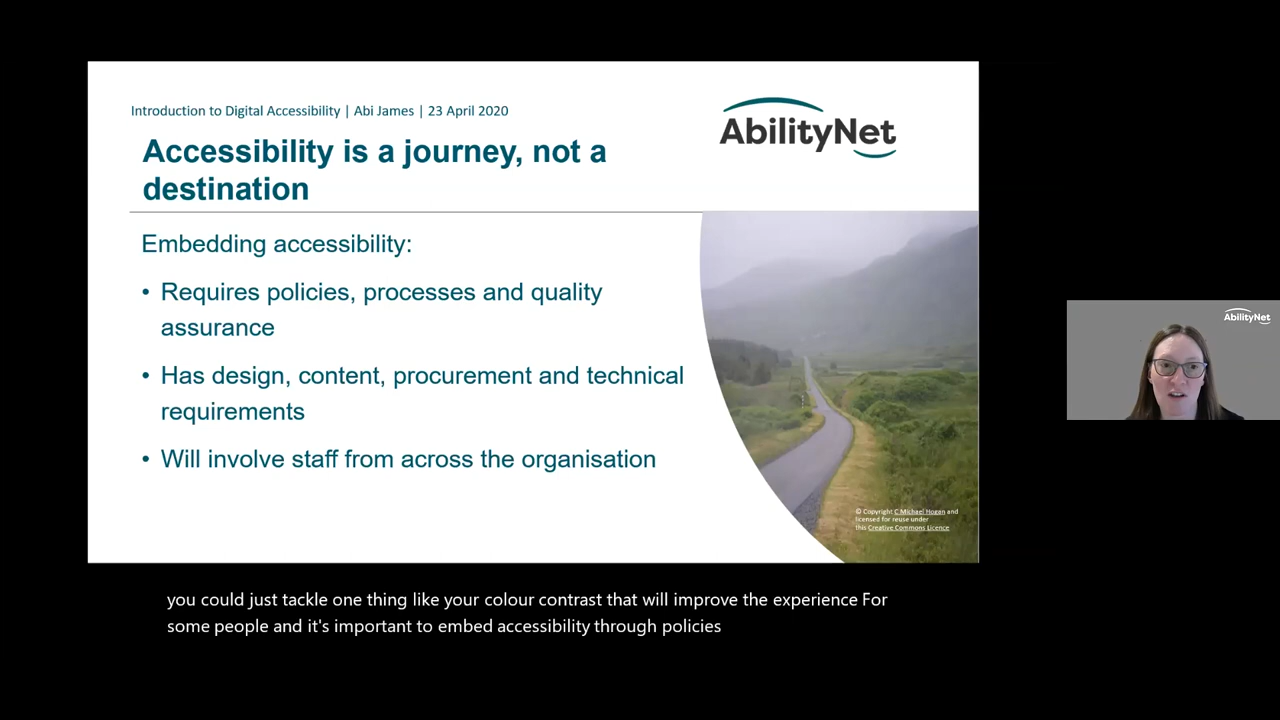 Introduction to Digital Accessibility | Abi James | 23 April 2020
AbilityNet
Accessibility is a journey, not a
destination
Embedding accessibility:
• Requires policies, processes and quality
assurance
• Has design, content, procurement and technical
requirements
• Will involve staff from across the organisation
© Copyright C Michael Hogan and
licensed for reuse under
this Creative Commons Licence
AbilityNet
you could just tackle one thing like your colour contrast that will improve the experience For
some people and it's important to embed accessibility through policies